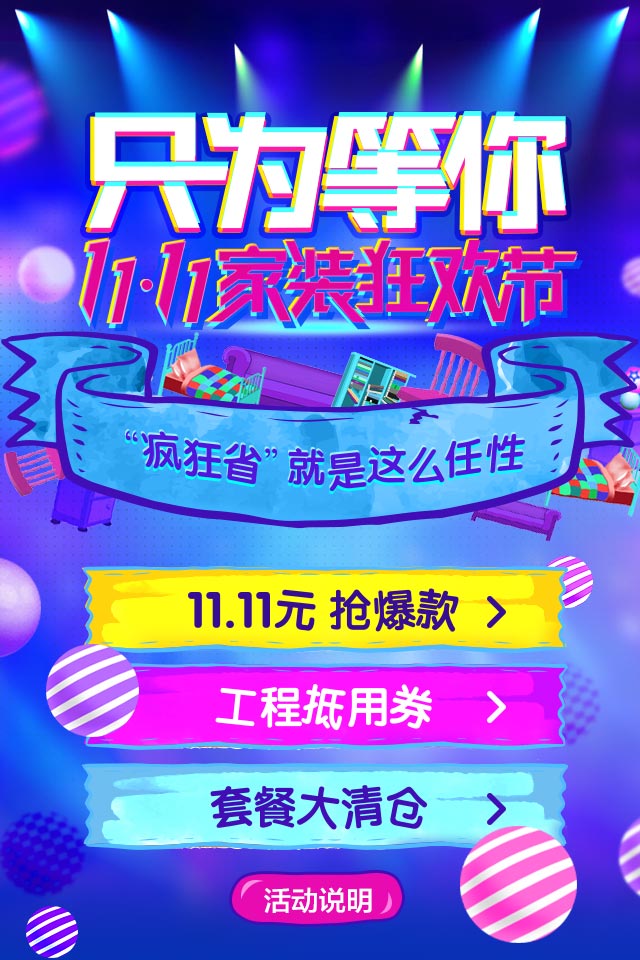 只为等你
11·11家装狂欢节
“疯狂省”就是这么任性
11.11元 抢爆款
工程抵用券
套餐大清仓
活动说明